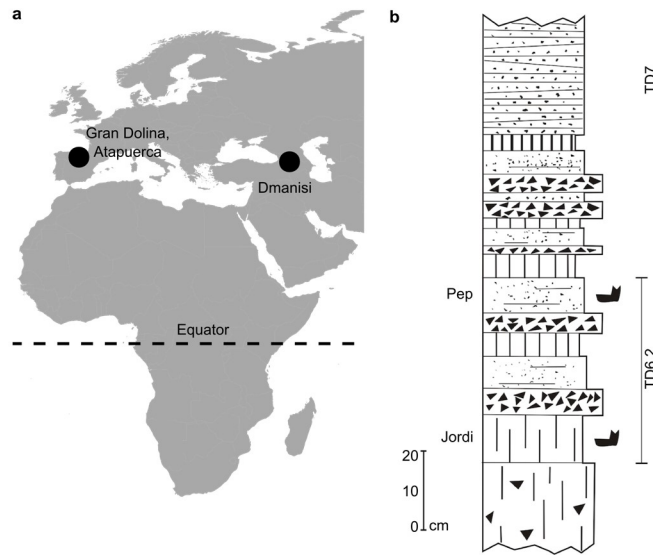 a
Gran Dolina,
Atapuerca
Dmanisi
Equator
b
TD7
Pep
TD6.2
Jordi
20
10
0 cm